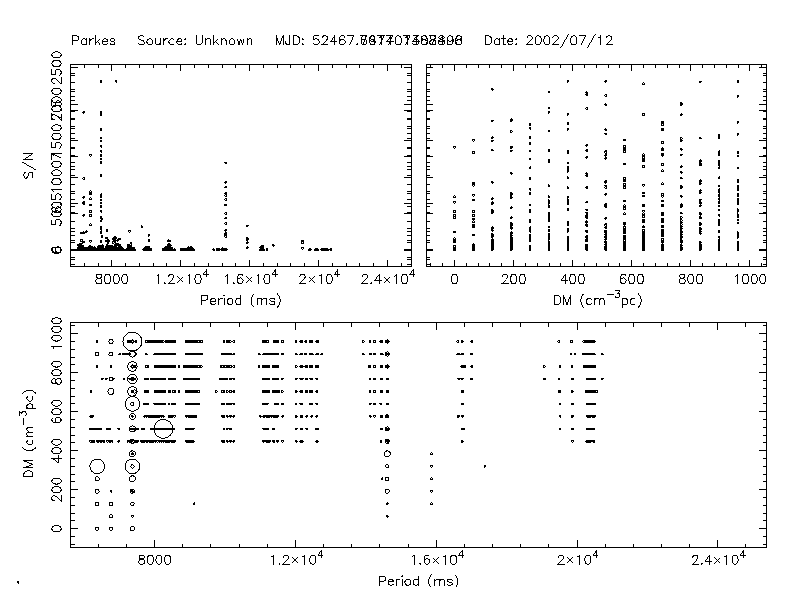 Parkes Source: Unknown MJD: Date: 2002/07/12
S/N
2500
0
8000 1.2×10⁴ 1.6×10⁴ 2×10⁴ 2.4×10⁴
Period (ms)
0 200 400 600 800 1000
DM (cm⁻³pc)
DM (cm⁻³pc)
0 200 400 600 800 1000
8000 1.2×10⁴ 1.6×10⁴ 2×10⁴ 2.4×10⁴
Period (ms)